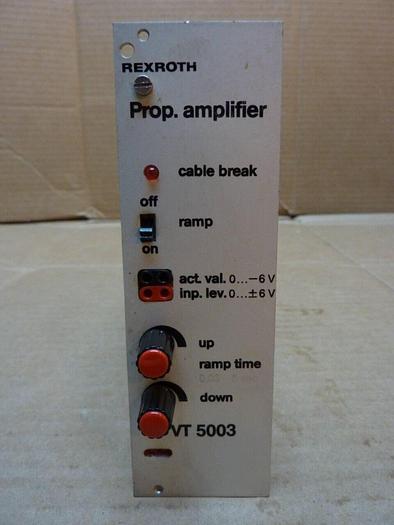 REXROTH
Prop. amplifier
cable break
off
ramp
on
act. val. 0...−6 V
inp. lev. 0...±6 V
up
ramp time
down
VT 5003